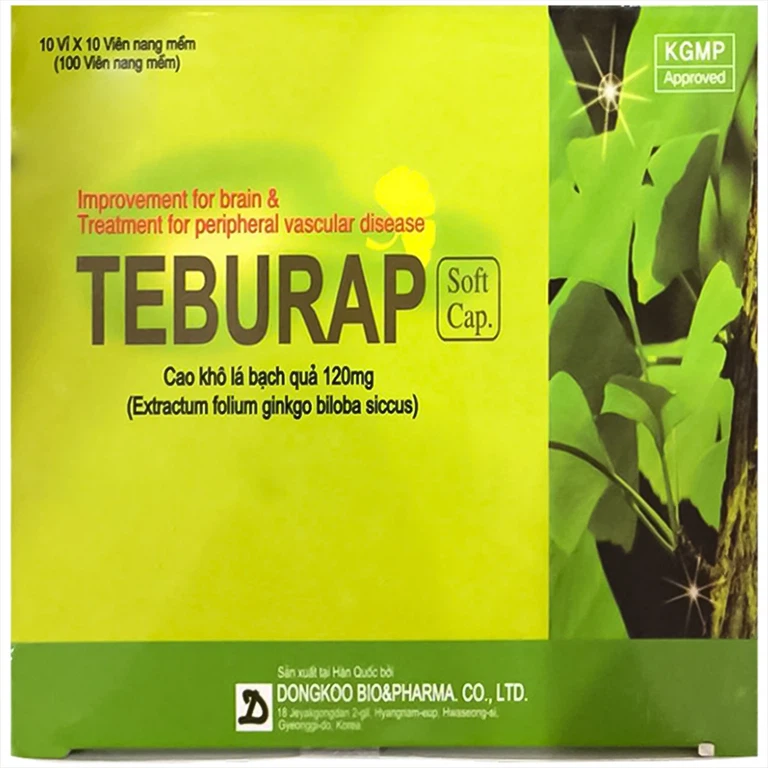 10 Vỉ X 10 Viên nang mềm
(100 Viên nang mềm)
KGMP
Approved
Improvement for brain &
Treatment for peripheral vascular disease
TEBURAP
Soft
Cap.
Cao khô lá bạch quả 120mg
(Extractum folium ginkgo biloba siccus)
Sản xuất tại Hàn Quốc bởi
D
DONGKOO BIO&PHARMA. CO., LTD.
18 Jeyakgongdan 2-gil, Hyangnam-eup, Hwaseong-si,
Gyeonggi-do, Korea